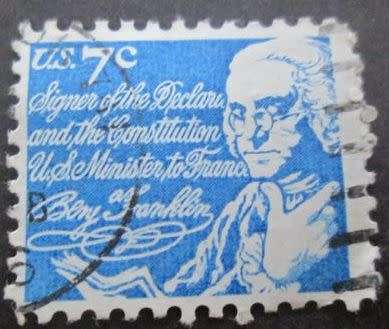 U.S. 7c
Signer of the Declara
and the Constitution
U.S Minister to Franc
Benj Franklin
B